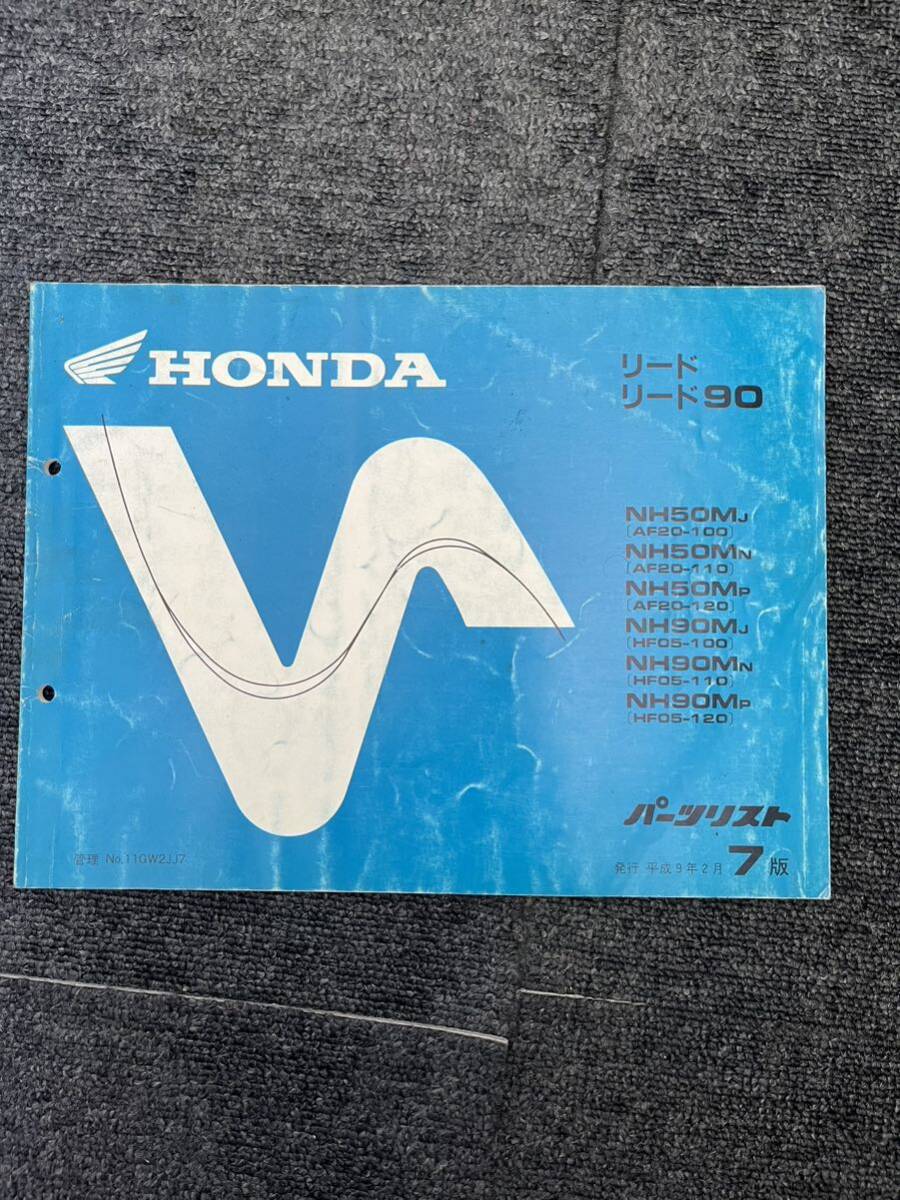 HONDA
リード
リード90
NH50MJ
(AF20-100)
NH50MN
(AF20-110)
NH50MP
(AF20-120)
NH90MJ
(HF05-100)
NH90MN
(HF05-110)
NH90MP
(HF05-120)
パーツリスト
管理 No.11GW2JJ7
発行 平成9年2月 7版